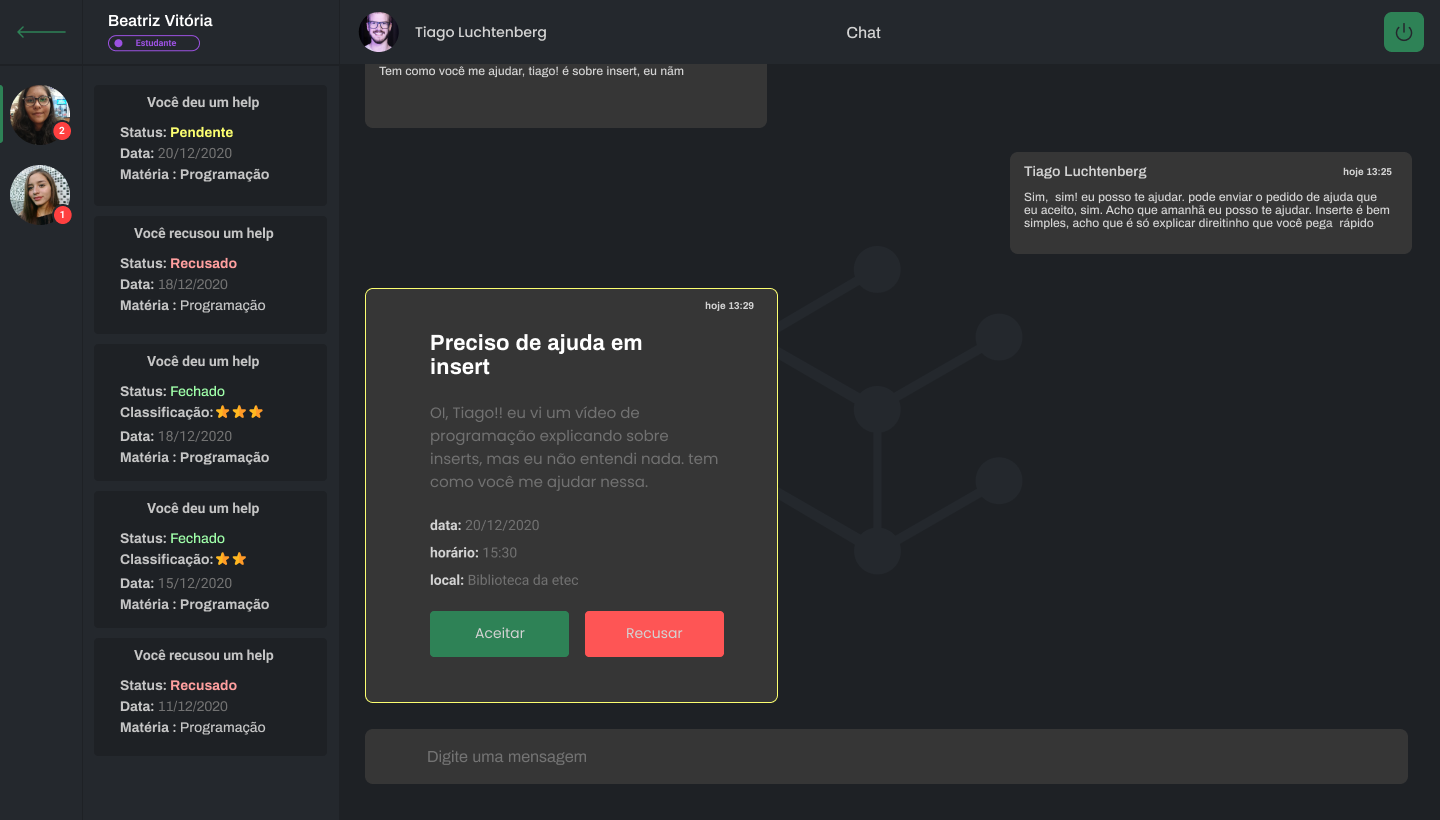 Beatriz Vitória
Estudante
Tiago Luchtenberg
Chat
2
1
Você deu um help
Status: Pendente
Data: 20/12/2020
Matéria : Programação
Você recusou um help
Status: Recusado
Data: 18/12/2020
Matéria : Programação
Você deu um help
Status: Fechado
Classificação:
Data: 18/12/2020
Matéria : Programação
Você deu um help
Status: Fechado
Classificação:
Data: 15/12/2020
Matéria : Programação
Você recusou um help
Status: Recusado
Data: 11/12/2020
Matéria : Programação
Tem como você me ajudar, tiago! é sobre insert, eu nãm
Tiago Luchtenberg
hoje 13:25
Sim,  sim! eu posso te ajudar. pode enviar o pedido de ajuda que
eu aceito, sim. Acho que amanhã eu posso te ajudar. Inserte é bem
simples, acho que é só explicar direitinho que você pega  rápido
hoje 13:29
Preciso de ajuda em
insert
OI, Tiago!! eu vi um vídeo de
programação explicando sobre
inserts, mas eu não entendi nada. tem
como você me ajudar nessa.
data: 20/12/2020
horário: 15:30
local: Biblioteca da etec
Aceitar
Recusar
Digite uma mensagem